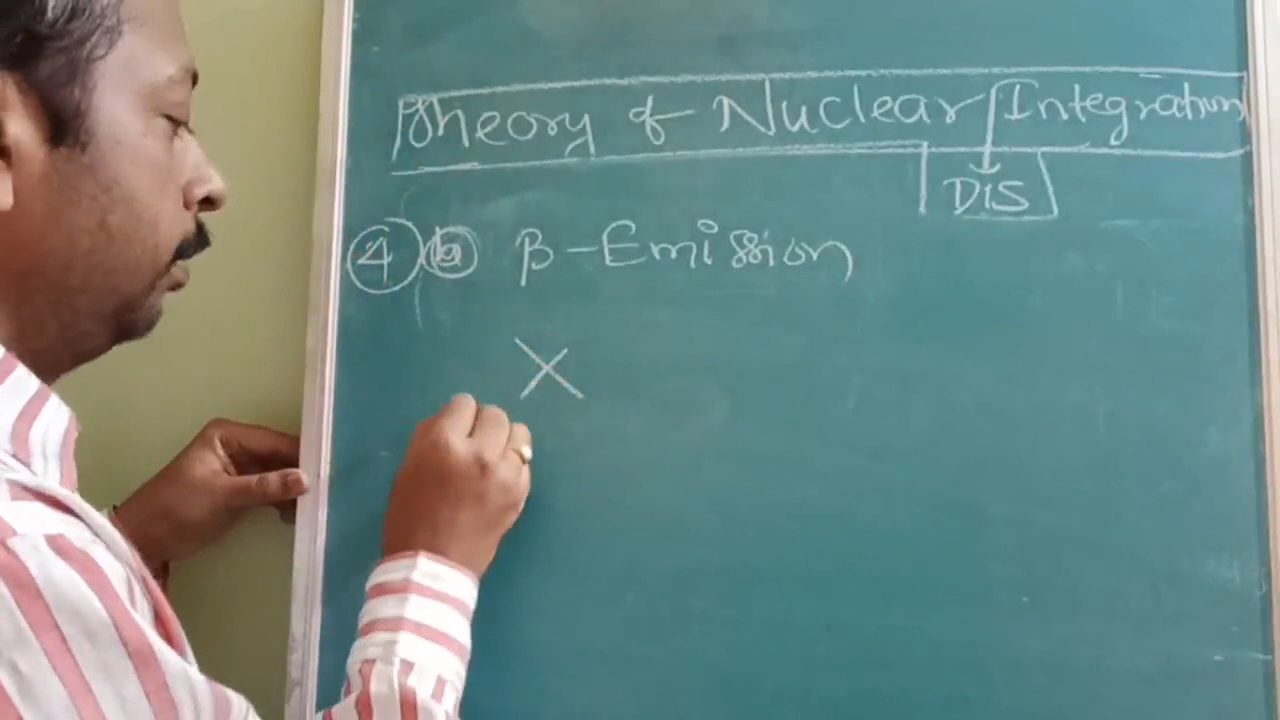 Theory of Nuclear Integration
DIS
4 b β-Emission
X